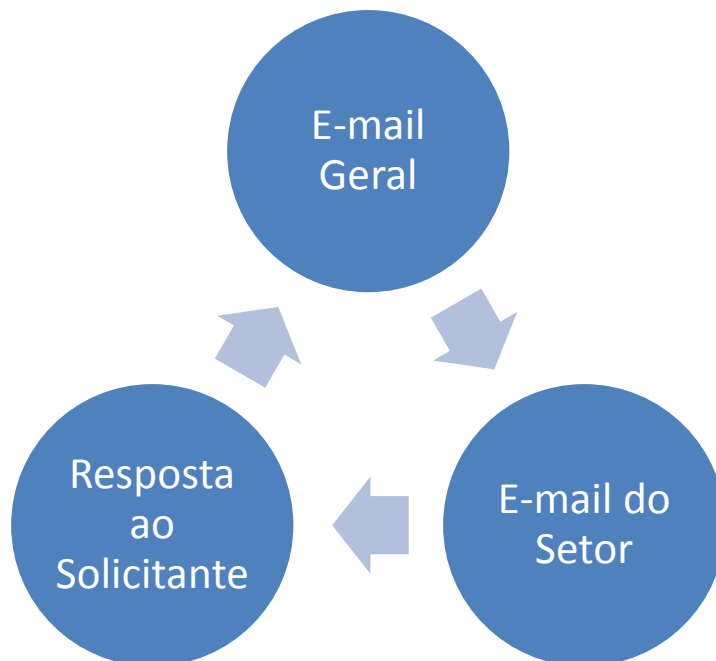 E-mail
Geral
Resposta
ao
Solicitante
E-mail do
Setor